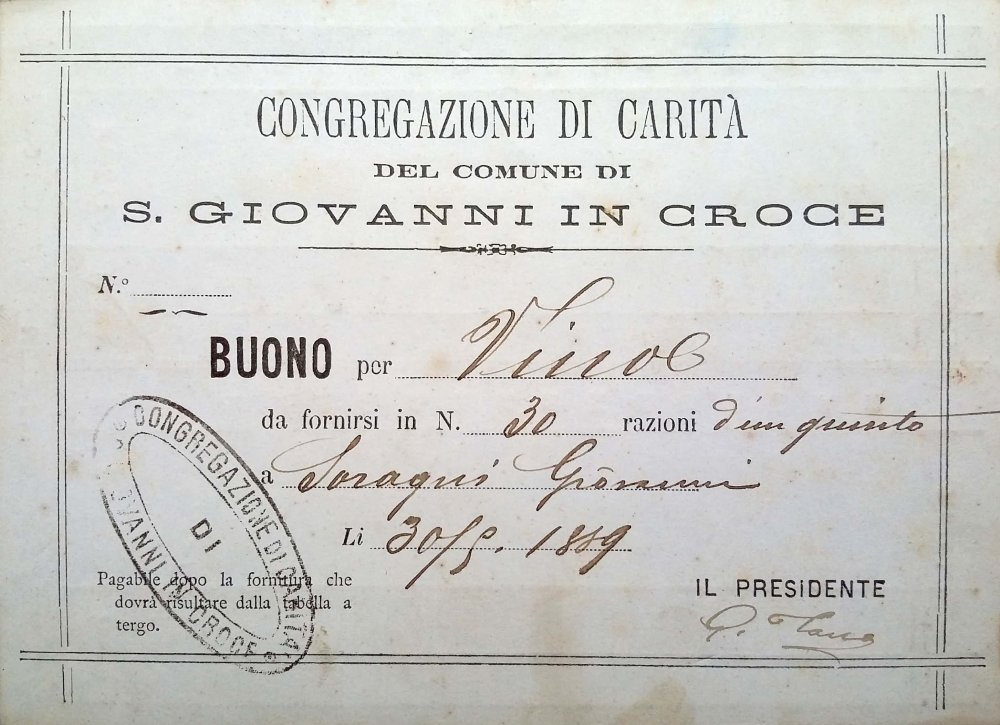 CONGREGAZIONE DI CARITÀ
DEL COMUNE DI
S. GIOVANNI IN CROCE
N.º
BUONO per Vino
da fornirsi in N. 30 razioni d'un quinto
a Soragni Giovanni
Lì 30/5. 1889
CONGREGAZIONE DI CARITÀ
DI
S. GIOVANNI IN CROCE
Pagabile dopo la fornitura che
dovrà risultare dalla tabella a
tergo.
IL PRESIDENTE